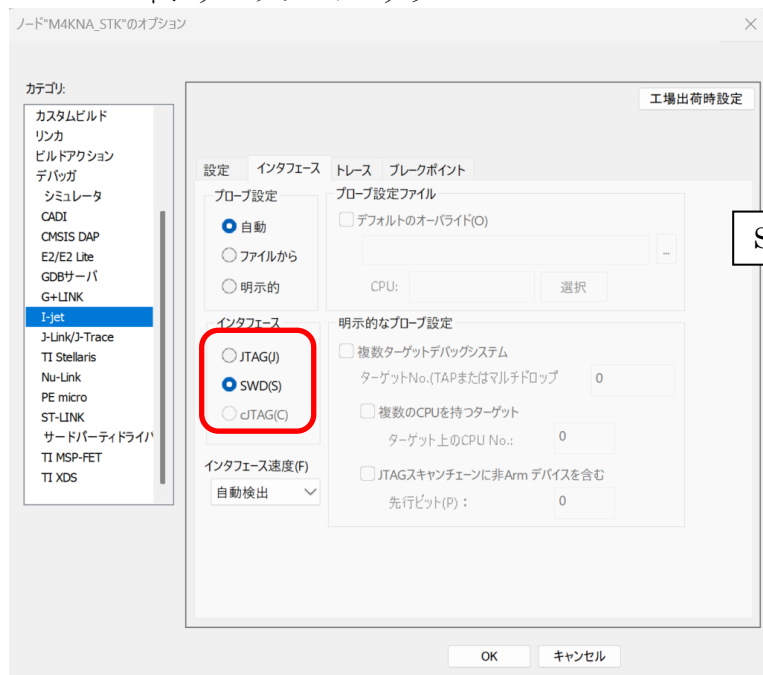 ノード"M4KNA_STK"のオプション
カテゴリ:
カスタムビルド
リンカ
ビルドアクション
デバッガ
シミュレータ
CADI
CMSIS DAP
E2/E2 Lite
GDBサーバ
G+LINK
I-jet
J-Link/J-Trace
TI Stellaris
Nu-Link
PE micro
ST-LINK
サードパーティドライバ
TI MSP-FET
TI XDS
工場出荷時設定
設定 インタフェース トレース ブレークポイント
プローブ設定
自動
ファイルから
明示的
プローブ設定ファイル
デフォルトのオーバライド(O)
...
CPU:
選択
インタフェース
JTAG(J)
SWD(S)
cJTAG(C)
インタフェース速度(F)
自動検出
明示的なプローブ設定
複数ターゲットデバッグシステム
ターゲットNo.(TAPまたはマルチドロップ 0
複数のCPUを持つターゲット
ターゲット上のCPU No.: 0
JTAGスキャンチェーンに非Arm デバイスを含む
先行ビット(P)： 0
S
OK キャンセル